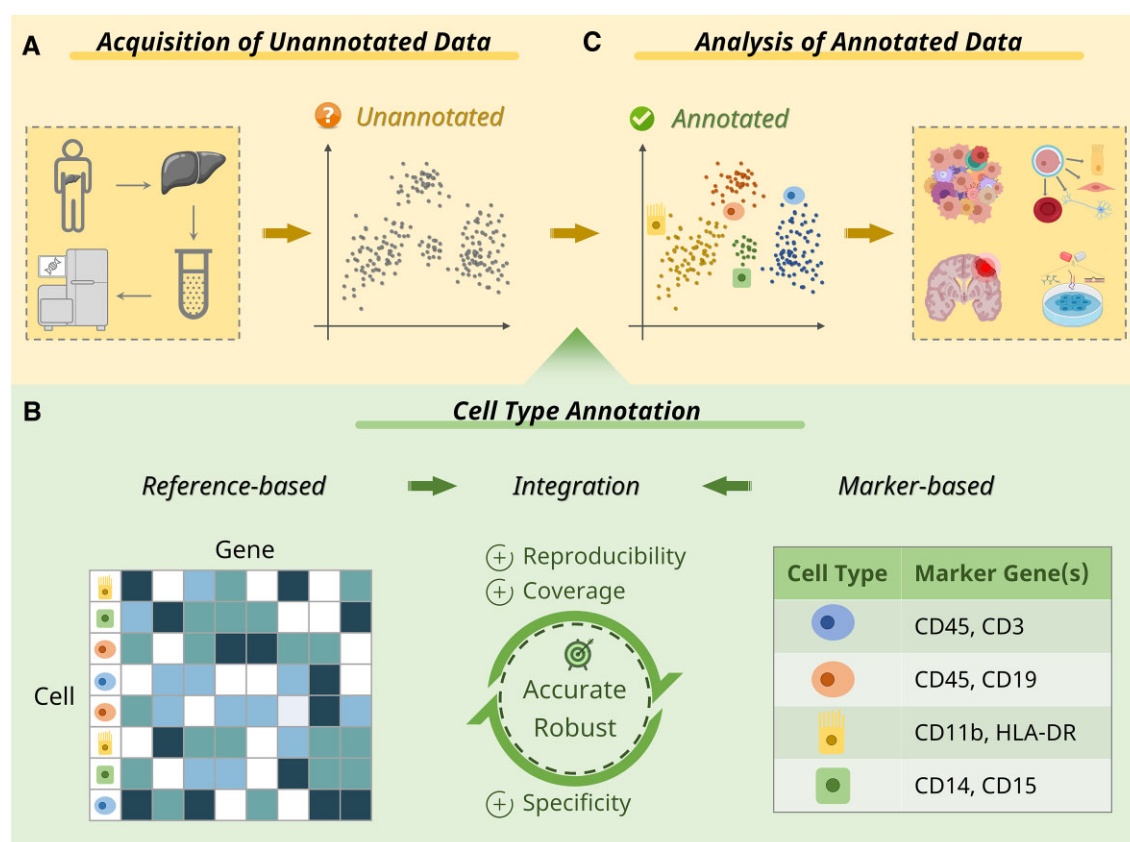 A
Acquisition of Unannotated Data
C
Analysis of Annotated Data
?
Unannotated
Annotated
B
Cell Type Annotation
Reference-based
Integration
Marker-based
Gene
Cell
Reproducibility
Coverage
Accurate
Robust
Specificity
Cell Type Marker Gene(s)
CD45, CD3
CD45, CD19
CD11b, HLA-DR
CD14, CD15